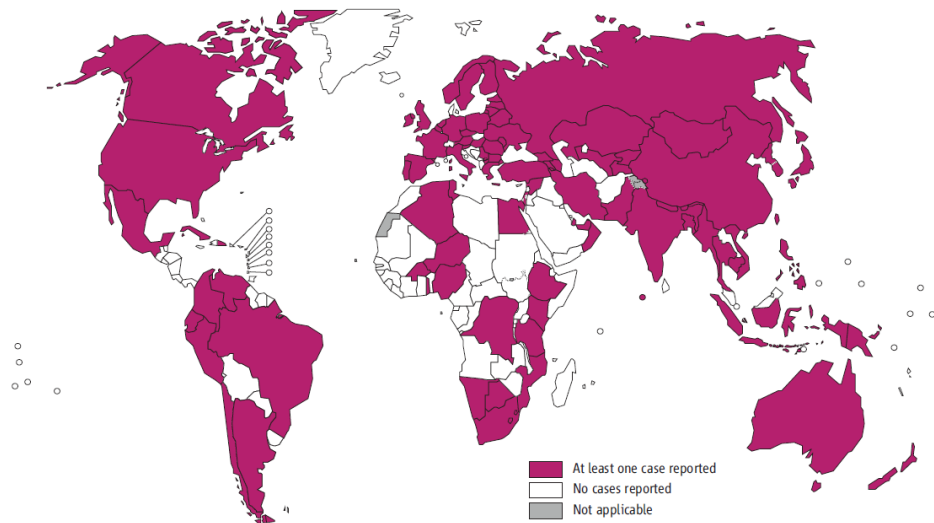 At least one case reported
No cases reported
Not applicable